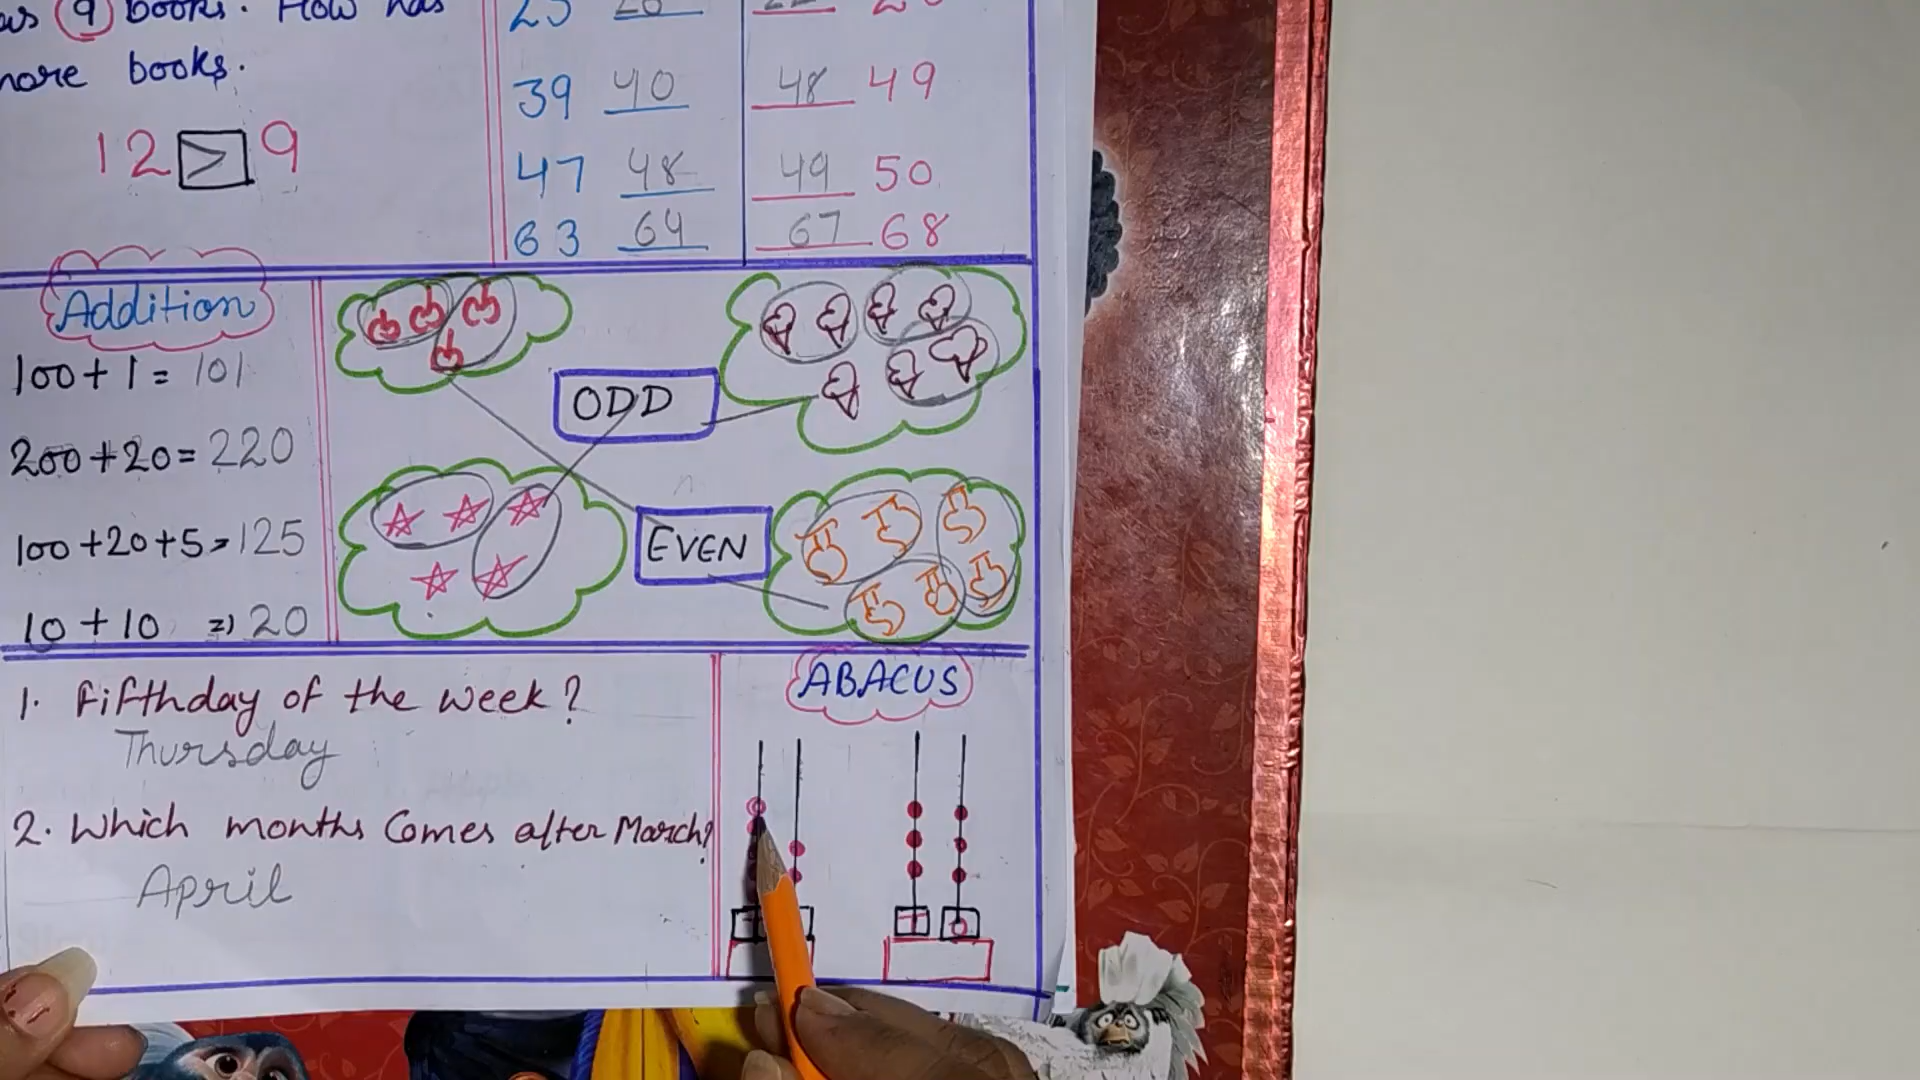 9 books. How has
more books.
12 > 9
39 40 48 49
47 48 49 50
63 64 67 68
Addition
100 + 1 = 101
200 + 20 = 220
100 + 20 + 5 = 125
10 + 10 = 20
ODD
EVEN
1. Fifthday of the week?
Thursday
2. Which months Comes after March?
April
ABACUS
T O